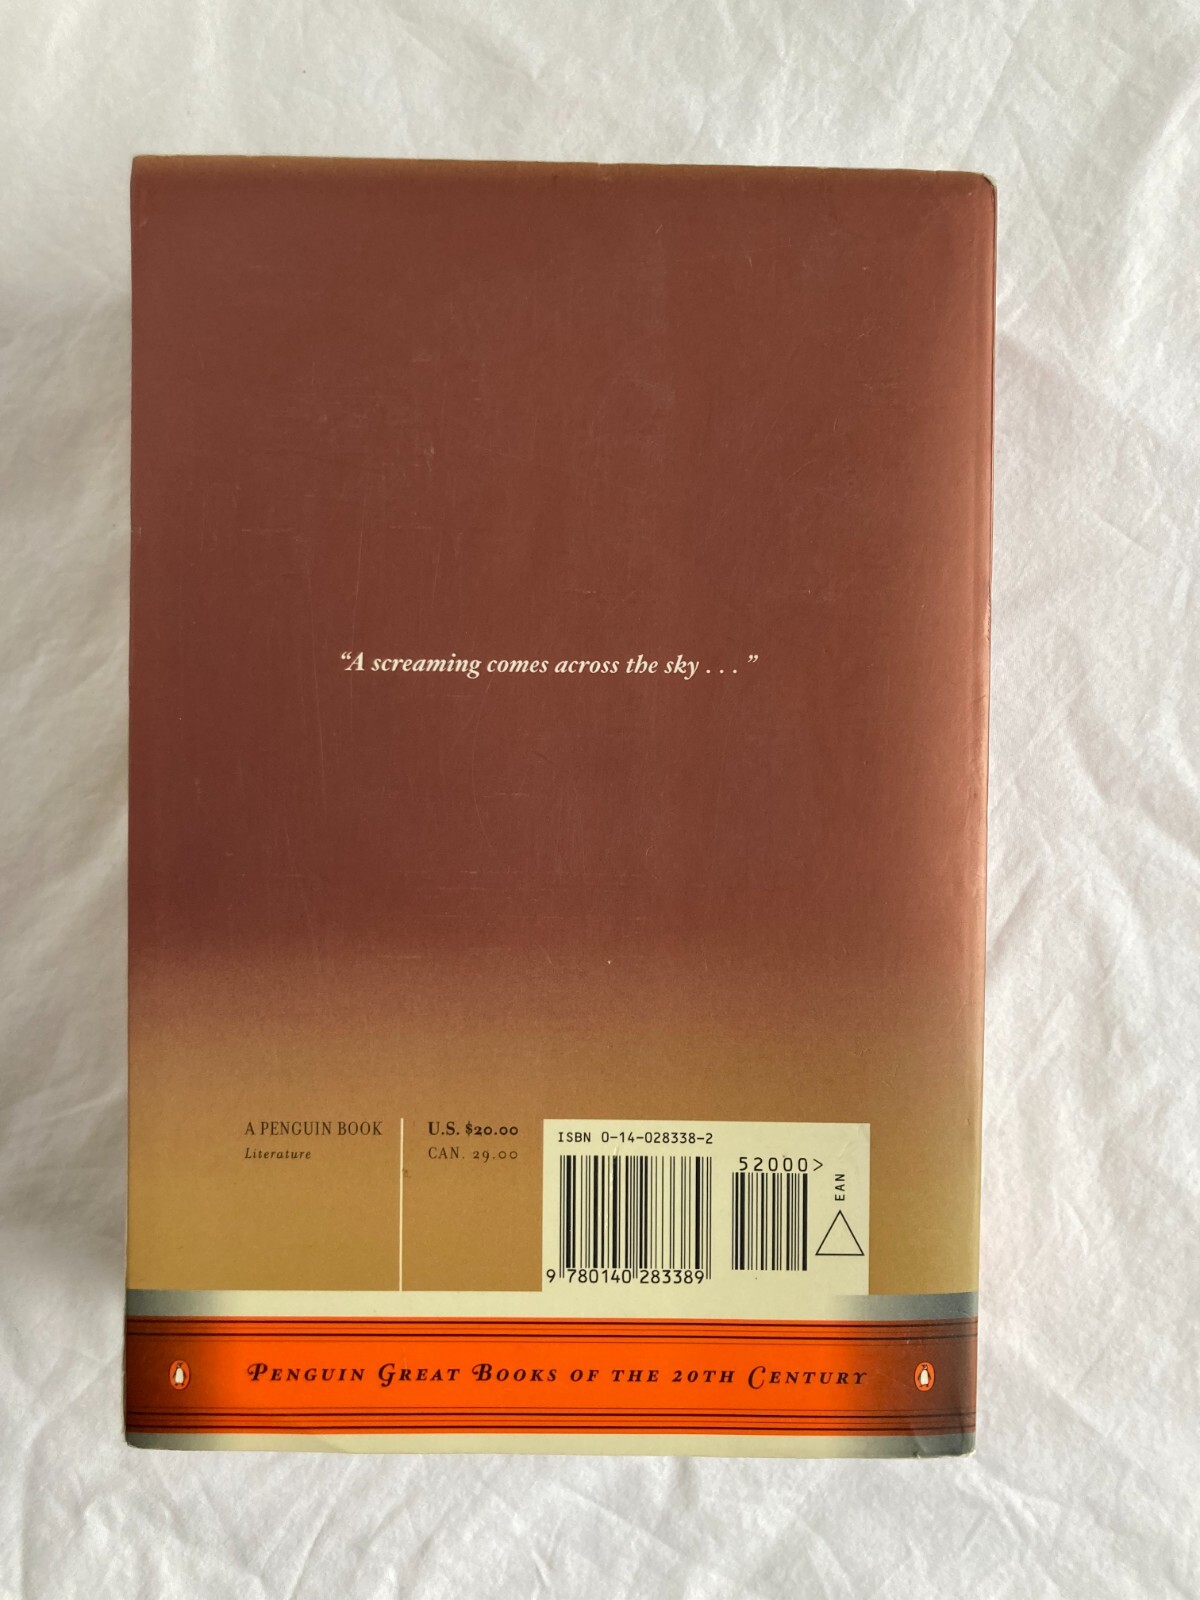 “A screaming comes across the sky . . . ”
A PENGUIN BOOK
Literature
U.S. $20.00
CAN. 29.00
ISBN 0-14-028338-2
52000>
EAN
9 780140 283389
PENGUIN GREAT BOOKS OF THE 20TH CENTURY